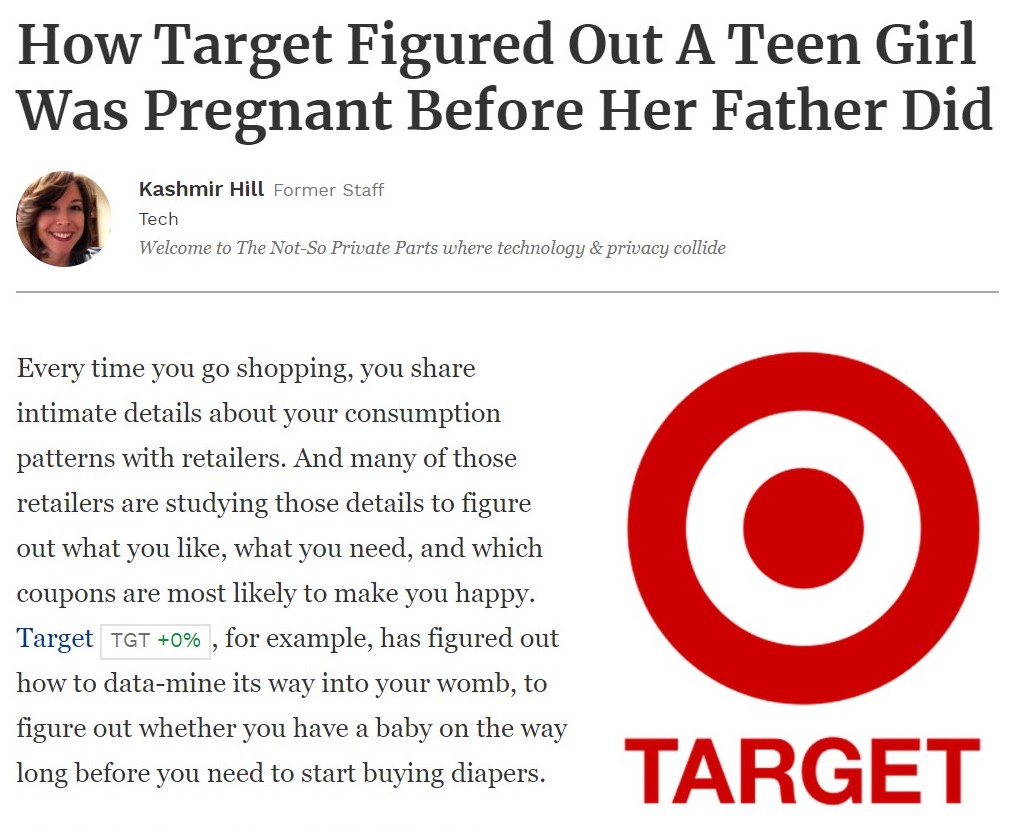 How Target Figured Out A Teen Girl
Was Pregnant Before Her Father Did
Kashmir Hill Former Staff
Tech
Welcome to The Not-So Private Parts where technology & privacy collide
Every time you go shopping, you share
intimate details about your consumption
patterns with retailers. And many of those
retailers are studying those details to figure
out what you like, what you need, and which
coupons are most likely to make you happy.
Target TGT +0% , for example, has figured out
how to data-mine its way into your womb, to
figure out whether you have a baby on the way
long before you need to start buying diapers.
TARGET